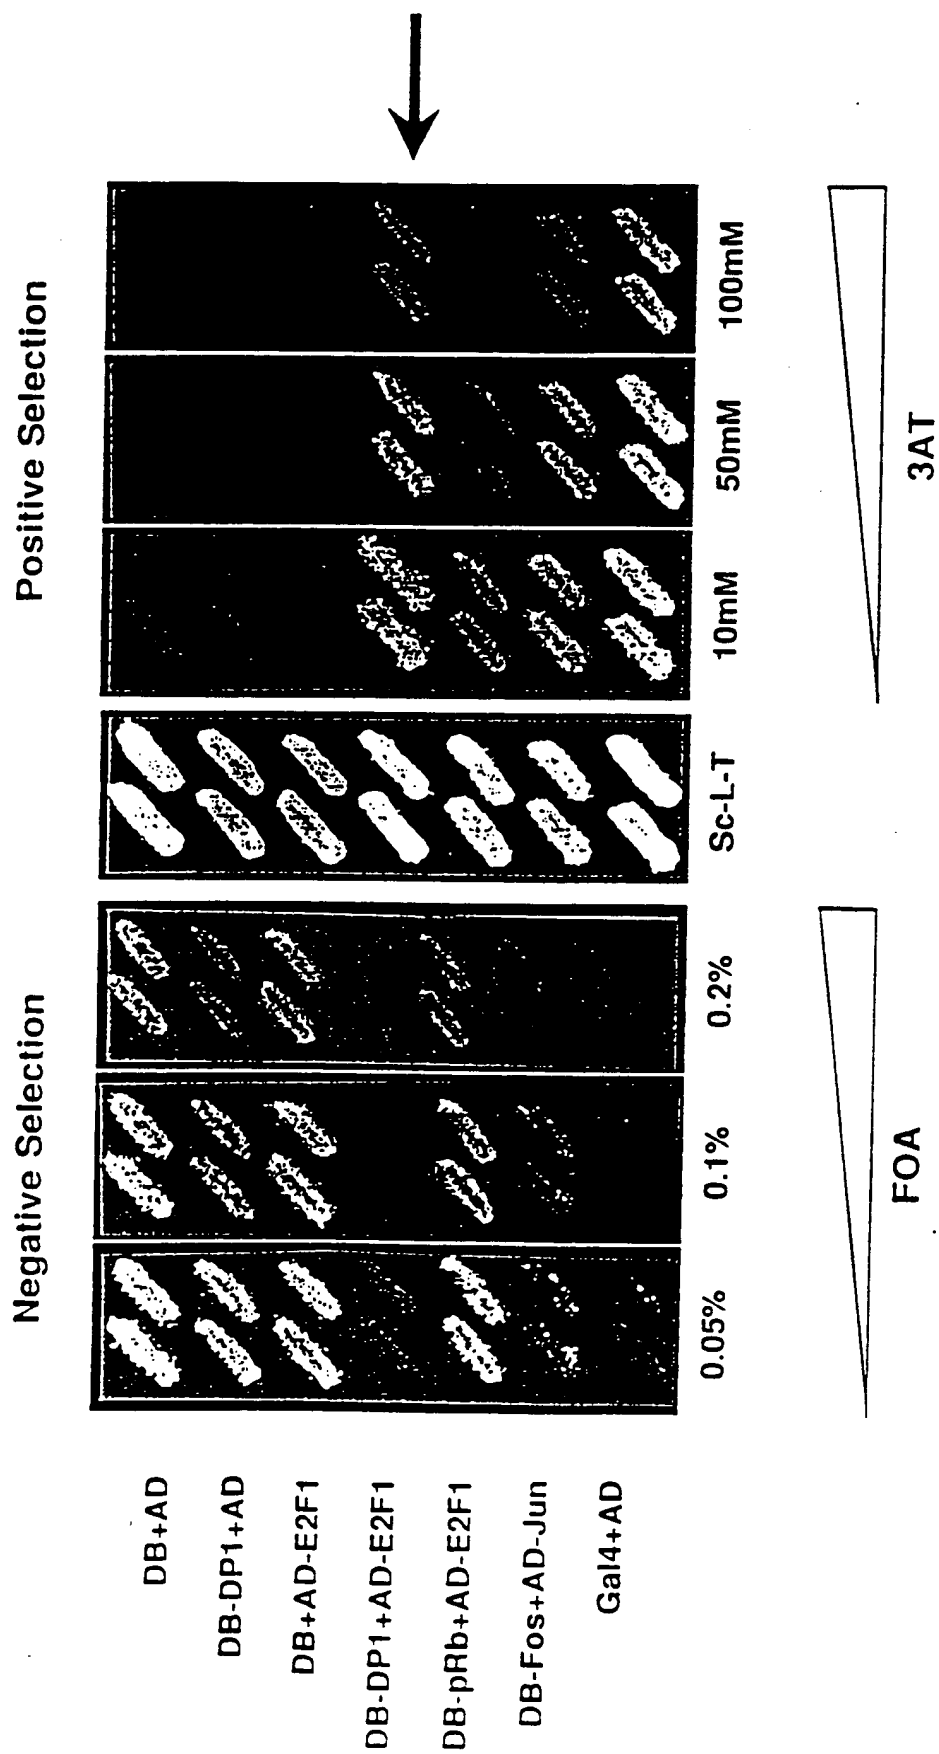 Negative Selection
Positive Selection
DB+AD
DB-DP1+AD
DB+AD-E2F1
DB-DP1+AD-E2F1
DB-pRb+AD-E2F1
DB-Fos+AD-Jun
Gal4+AD
0.05%
0.1%
0.2%
Sc-L-T
10mM
50mM
100mM
FOA
3AT